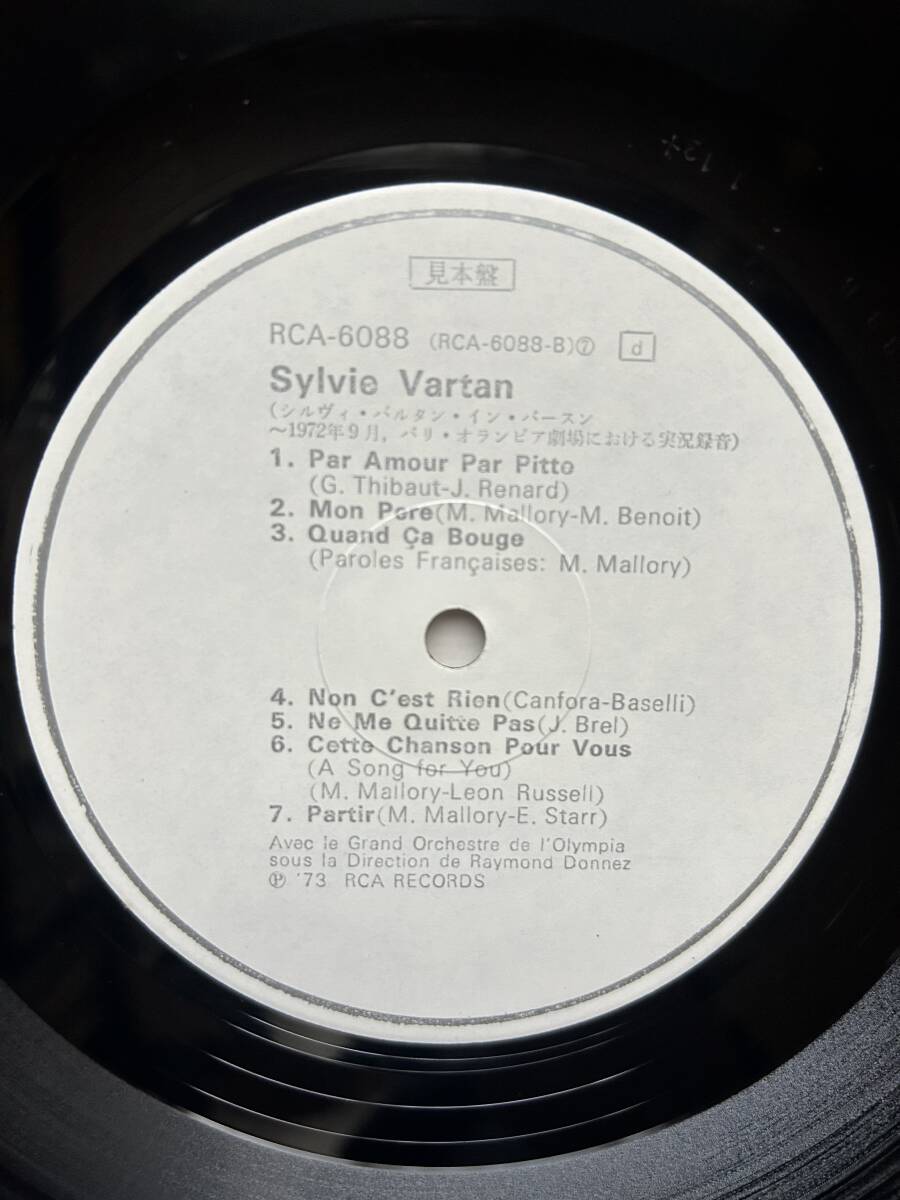 見本盤
RCA-6088 (RCA-6088-B)⑦ d
Sylvie Vartan
(シルヴィ・バルタン・イン・パースン
～1972年9月，パリ・オランピア劇場における実況録音)
1. Par Amour Par Pitte
(G. Thibaut-J. Renard)
2. Mon Pere(M. Mallory-M. Benoit)
3. Quand Ça Bouge
(Paroles Françaises: M. Mallory)
4. Non C'est Rien(Canfora-Baselli)
5. Ne Me Quitte Pas(J. Brel)
6. Cette Chanson Pour Vous
(A Song for You)
(M. Mallory-Leon Russell)
7. Partir(M. Mallory-E. Starr)
Avec le Grand Orchestre de l'Olympia
sous la Direction de Raymond Donnez
℗ '73 RCA RECORDS